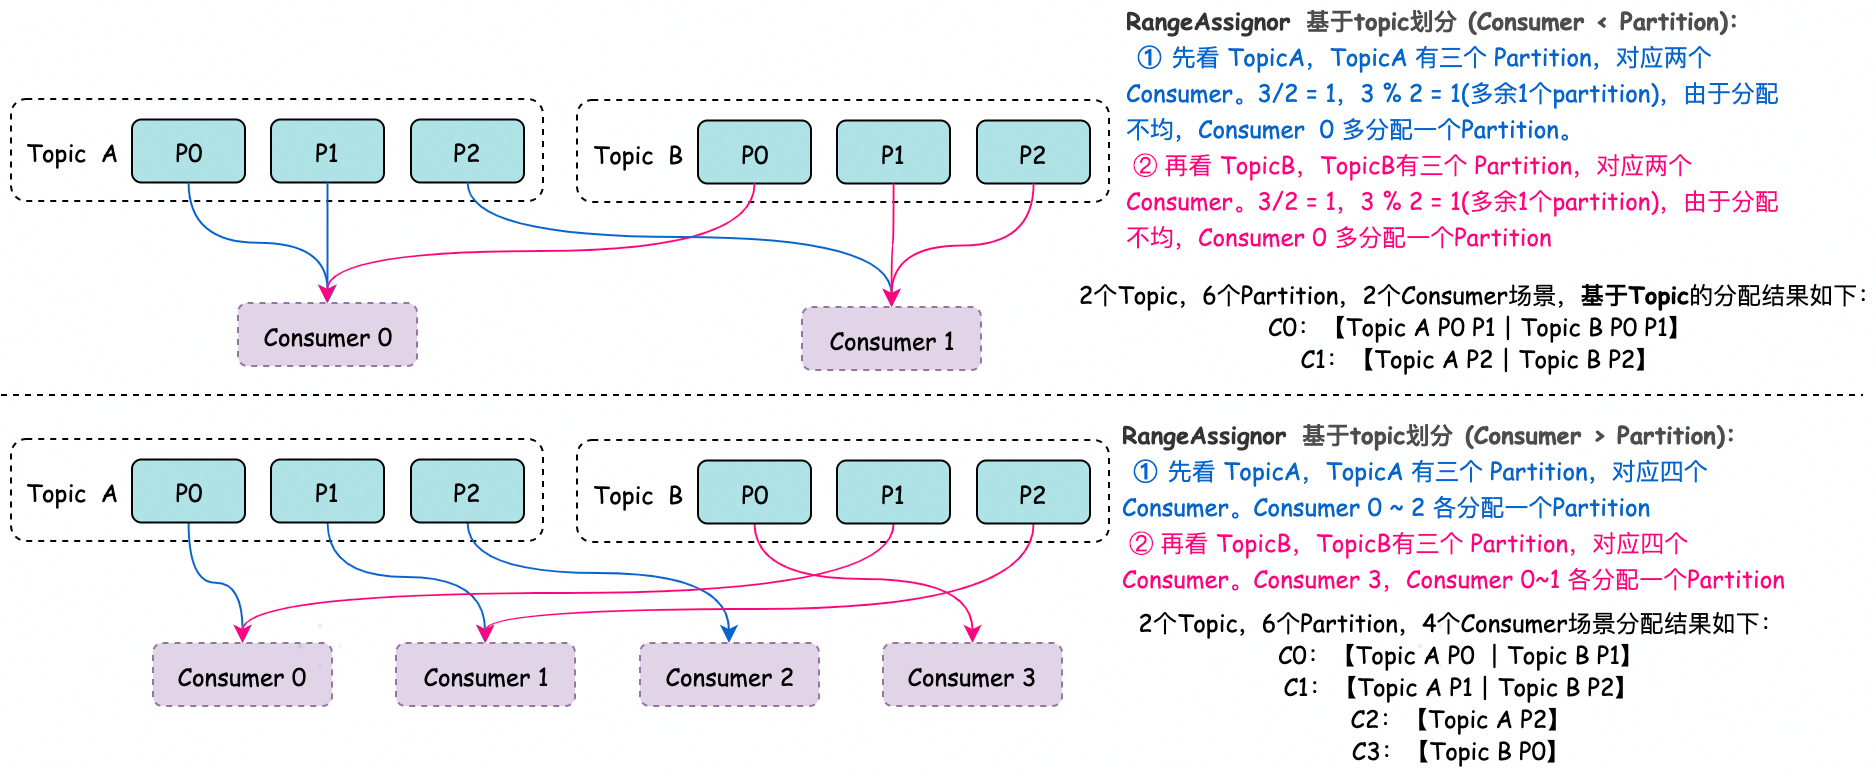 RangeAssignor 基于topic划分 (Consumer < Partition):
① 先看 TopicA，TopicA 有三个 Partition，对应两个
Consumer。3/2 = 1，3 % 2 = 1(多余1个partition)，由于分配
不均，Consumer 0 多分配一个Partition。
② 再看 TopicB，TopicB有三个 Partition，对应两个
Consumer。3/2 = 1，3 % 2 = 1(多余1个partition)，由于分配
不均，Consumer 0 多分配一个Partition
Topic A P0 P1 P2 Topic B P0 P1 P2
Consumer 0 Consumer 1
2个Topic，6个Partition，2个Consumer场景，基于Topic的分配结果如下：
C0：【Topic A P0 P1 | Topic B P0 P1】
C1：【Topic A P2 | Topic B P2】
RangeAssignor 基于topic划分 (Consumer > Partition):
① 先看 TopicA，TopicA 有三个 Partition，对应四个
Consumer。Consumer 0 ~ 2 各分配一个Partition
② 再看 TopicB，TopicB有三个 Partition，对应四个
Consumer。Consumer 3，Consumer 0~1 各分配一个Partition
Topic A P0 P1 P2 Topic B P0 P1 P2
Consumer 0 Consumer 1 Consumer 2 Consumer 3
2个Topic，6个Partition，4个Consumer场景分配结果如下：
C0：【Topic A P0 | Topic B P1】
C1：【Topic A P1 | Topic B P2】
C2：【Topic A P2】
C3：【Topic B P0】